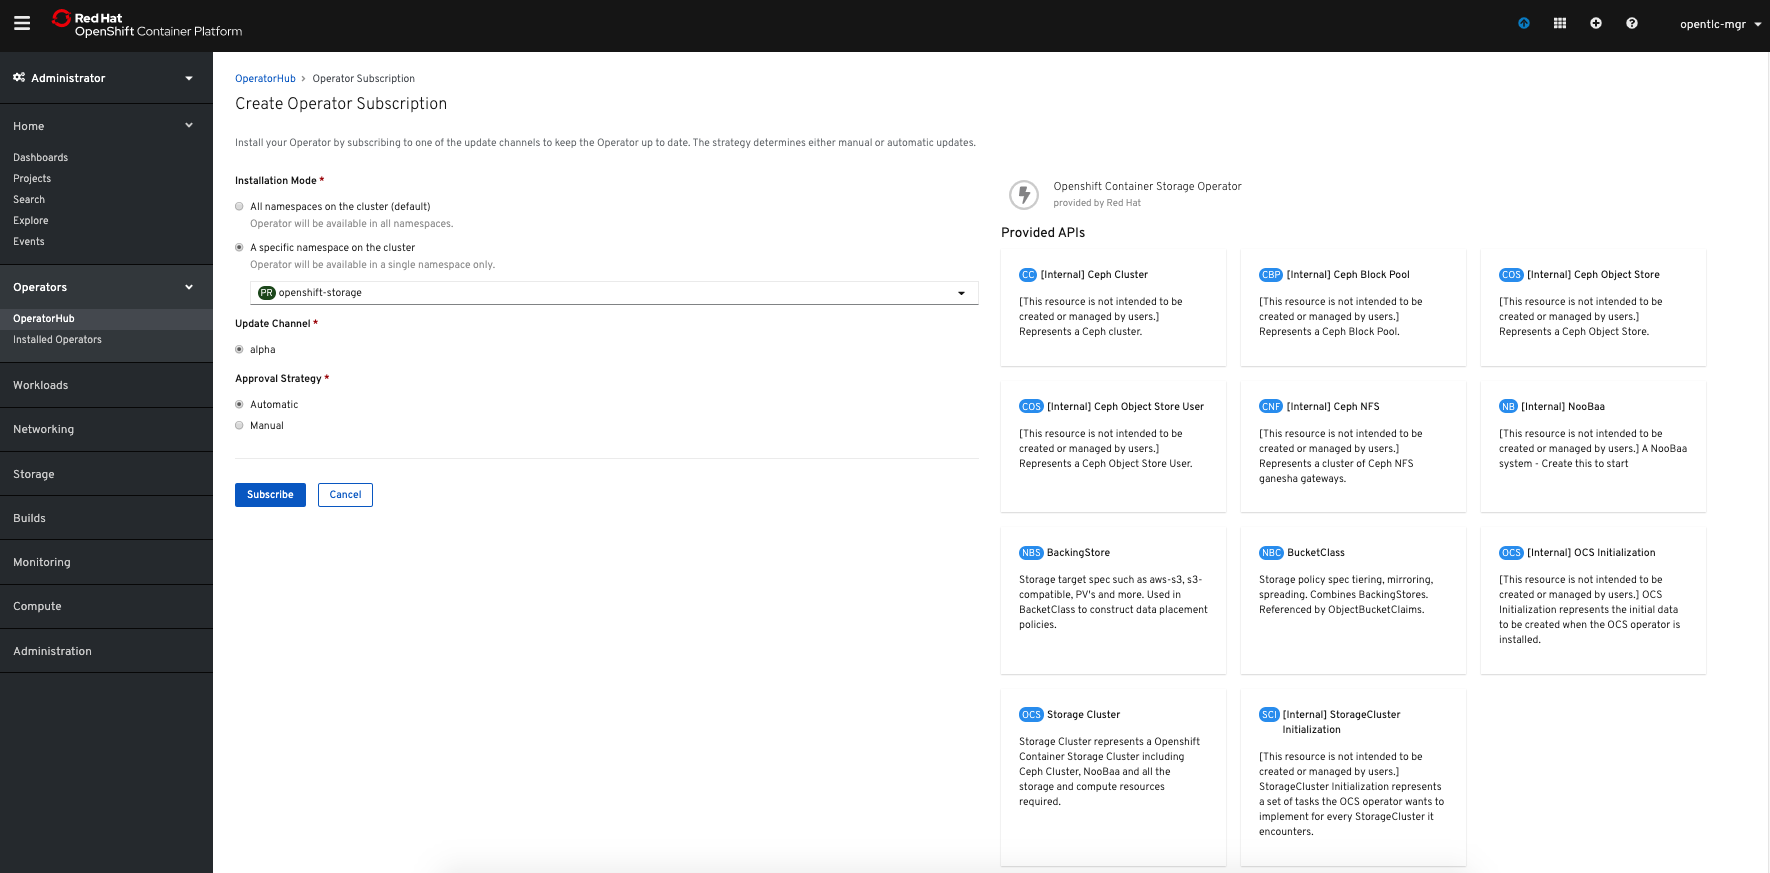 Red Hat
OpenShift Container Platform
opentlc-mgr
Administrator
Home
Dashboards
Projects
Search
Explore
Events
Operators
OperatorHub
Installed Operators
Workloads
Networking
Storage
Builds
Monitoring
Compute
Administration
OperatorHub > Operator Subscription
Create Operator Subscription
Install your Operator by subscribing to one of the update channels to keep the Operator up to date. The strategy determines either manual or automatic updates.
Installation Mode *
All namespaces on the cluster (default)
Operator will be available in all namespaces.
A specific namespace on the cluster
Operator will be available in a single namespace only.
PR openshift-storage
Update Channel *
alpha
Approval Strategy *
Automatic
Manual
Subscribe
Cancel
Openshift Container Storage Operator
provided by Red Hat
Provided APIs
CC [Internal] Ceph Cluster
[This resource is not intended to be
created or managed by users.]
Represents a Ceph cluster.
CBP [Internal] Ceph Block Pool
[This resource is not intended to be
created or managed by users.]
Represents a Ceph Block Pool.
COS [Internal] Ceph Object Store
[This resource is not intended to be
created or managed by users.]
Represents a Ceph Object Store.
COS [Internal] Ceph Object Store User
[This resource is not intended to be
created or managed by users.]
Represents a Ceph Object Store User.
CNF [Internal] Ceph NFS
[This resource is not intended to be
created or managed by users.]
Represents a cluster of Ceph NFS
ganesha gateways.
NB [Internal] NooBaa
[This resource is not intended to be
created or managed by users.] A NooBaa
system - Create this to start
NBS BackingStore
Storage target spec such as aws-s3, s3-
compatible, PV's and more. Used in
BacketClass to construct data placement
policies.
NBC BucketClass
Storage policy spec tiering, mirroring,
spreading. Combines BackingStores.
Referenced by ObjectBucketClaims.
OCS [Internal] OCS Initialization
[This resource is not intended to be
created or managed by users.] OCS
Initialization represents the initial data
to be created when the OCS operator is
installed.
OCS Storage Cluster
Storage Cluster represents a Openshift
Container Storage Cluster including
Ceph Cluster, NooBaa and all the
storage and compute resources
required.
SCI [Internal] StorageCluster
Initialization
[This resource is not intended to be
created or managed by users.]
StorageCluster Initialization represents
a set of tasks the OCS operator wants to
implement for every StorageCluster it
encounters.